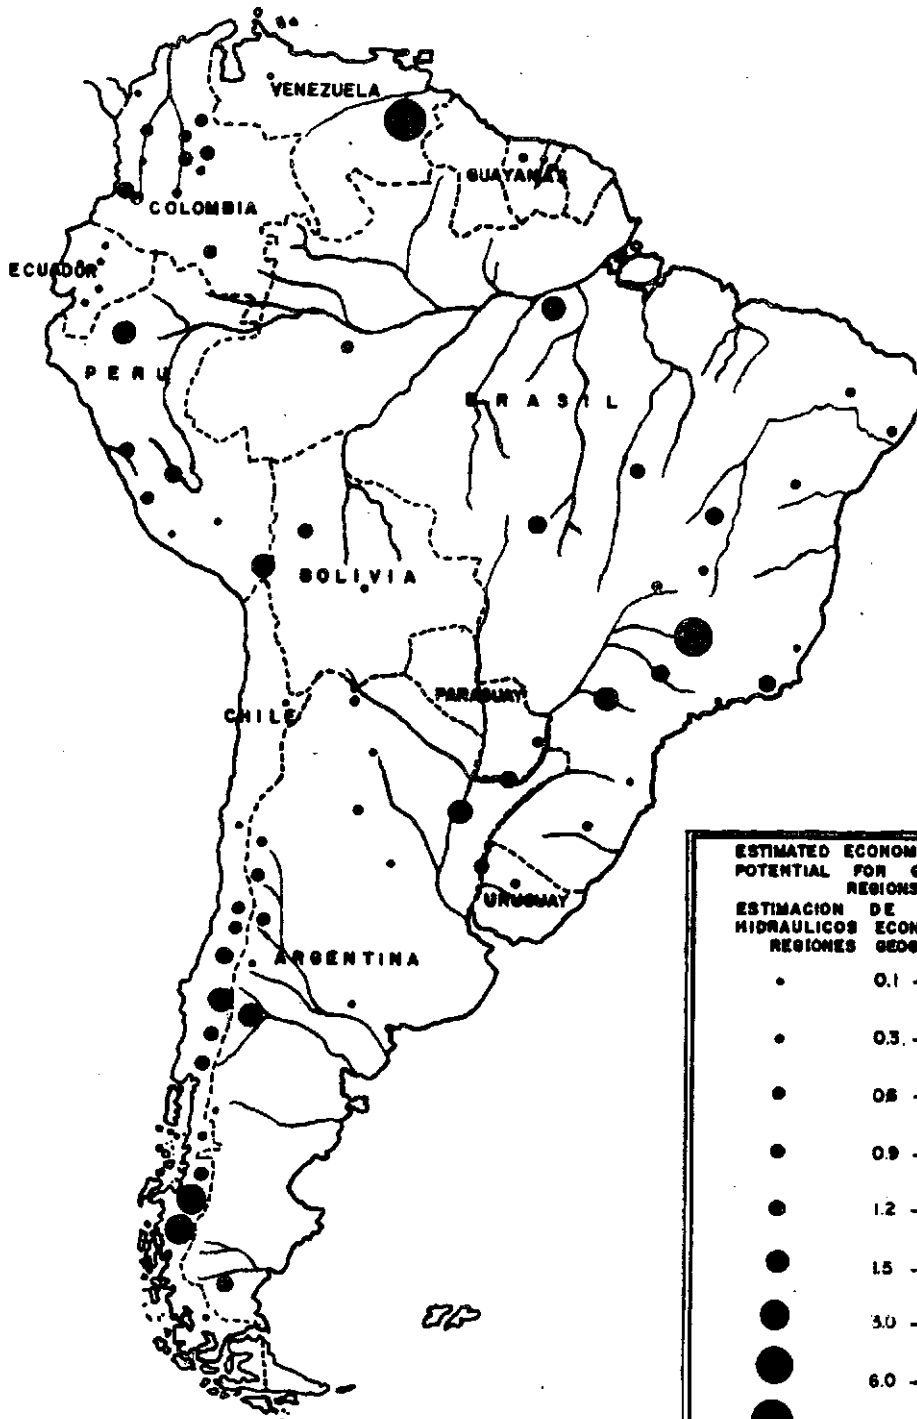 VENEZUELA
GUAYANAS
COLOMBIA
ECUADOR
PERU
BRASIL
BOLIVIA
PARAGUAY
CHILE
URUGUAY
ARGENTINA
ESTIMATED ECONOM
POTENTIAL FOR G
REGIONS
ESTIMACION DE
HIDRAULICOS ECON
REGIONES GEOG
0.1 -
0.3. -
0.6 -
0.9 -
1.2 -
1.5 -
3.0 -
6.0 -